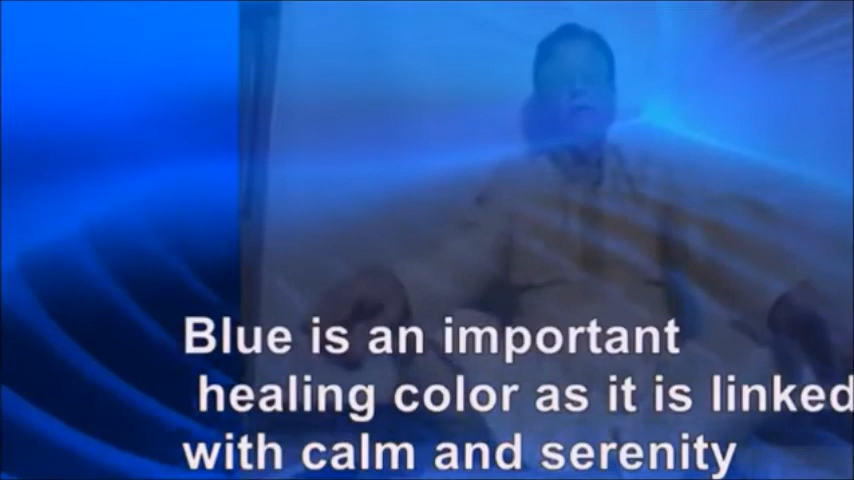 Blue is an important
healing color as it is linked
with calm and serenity